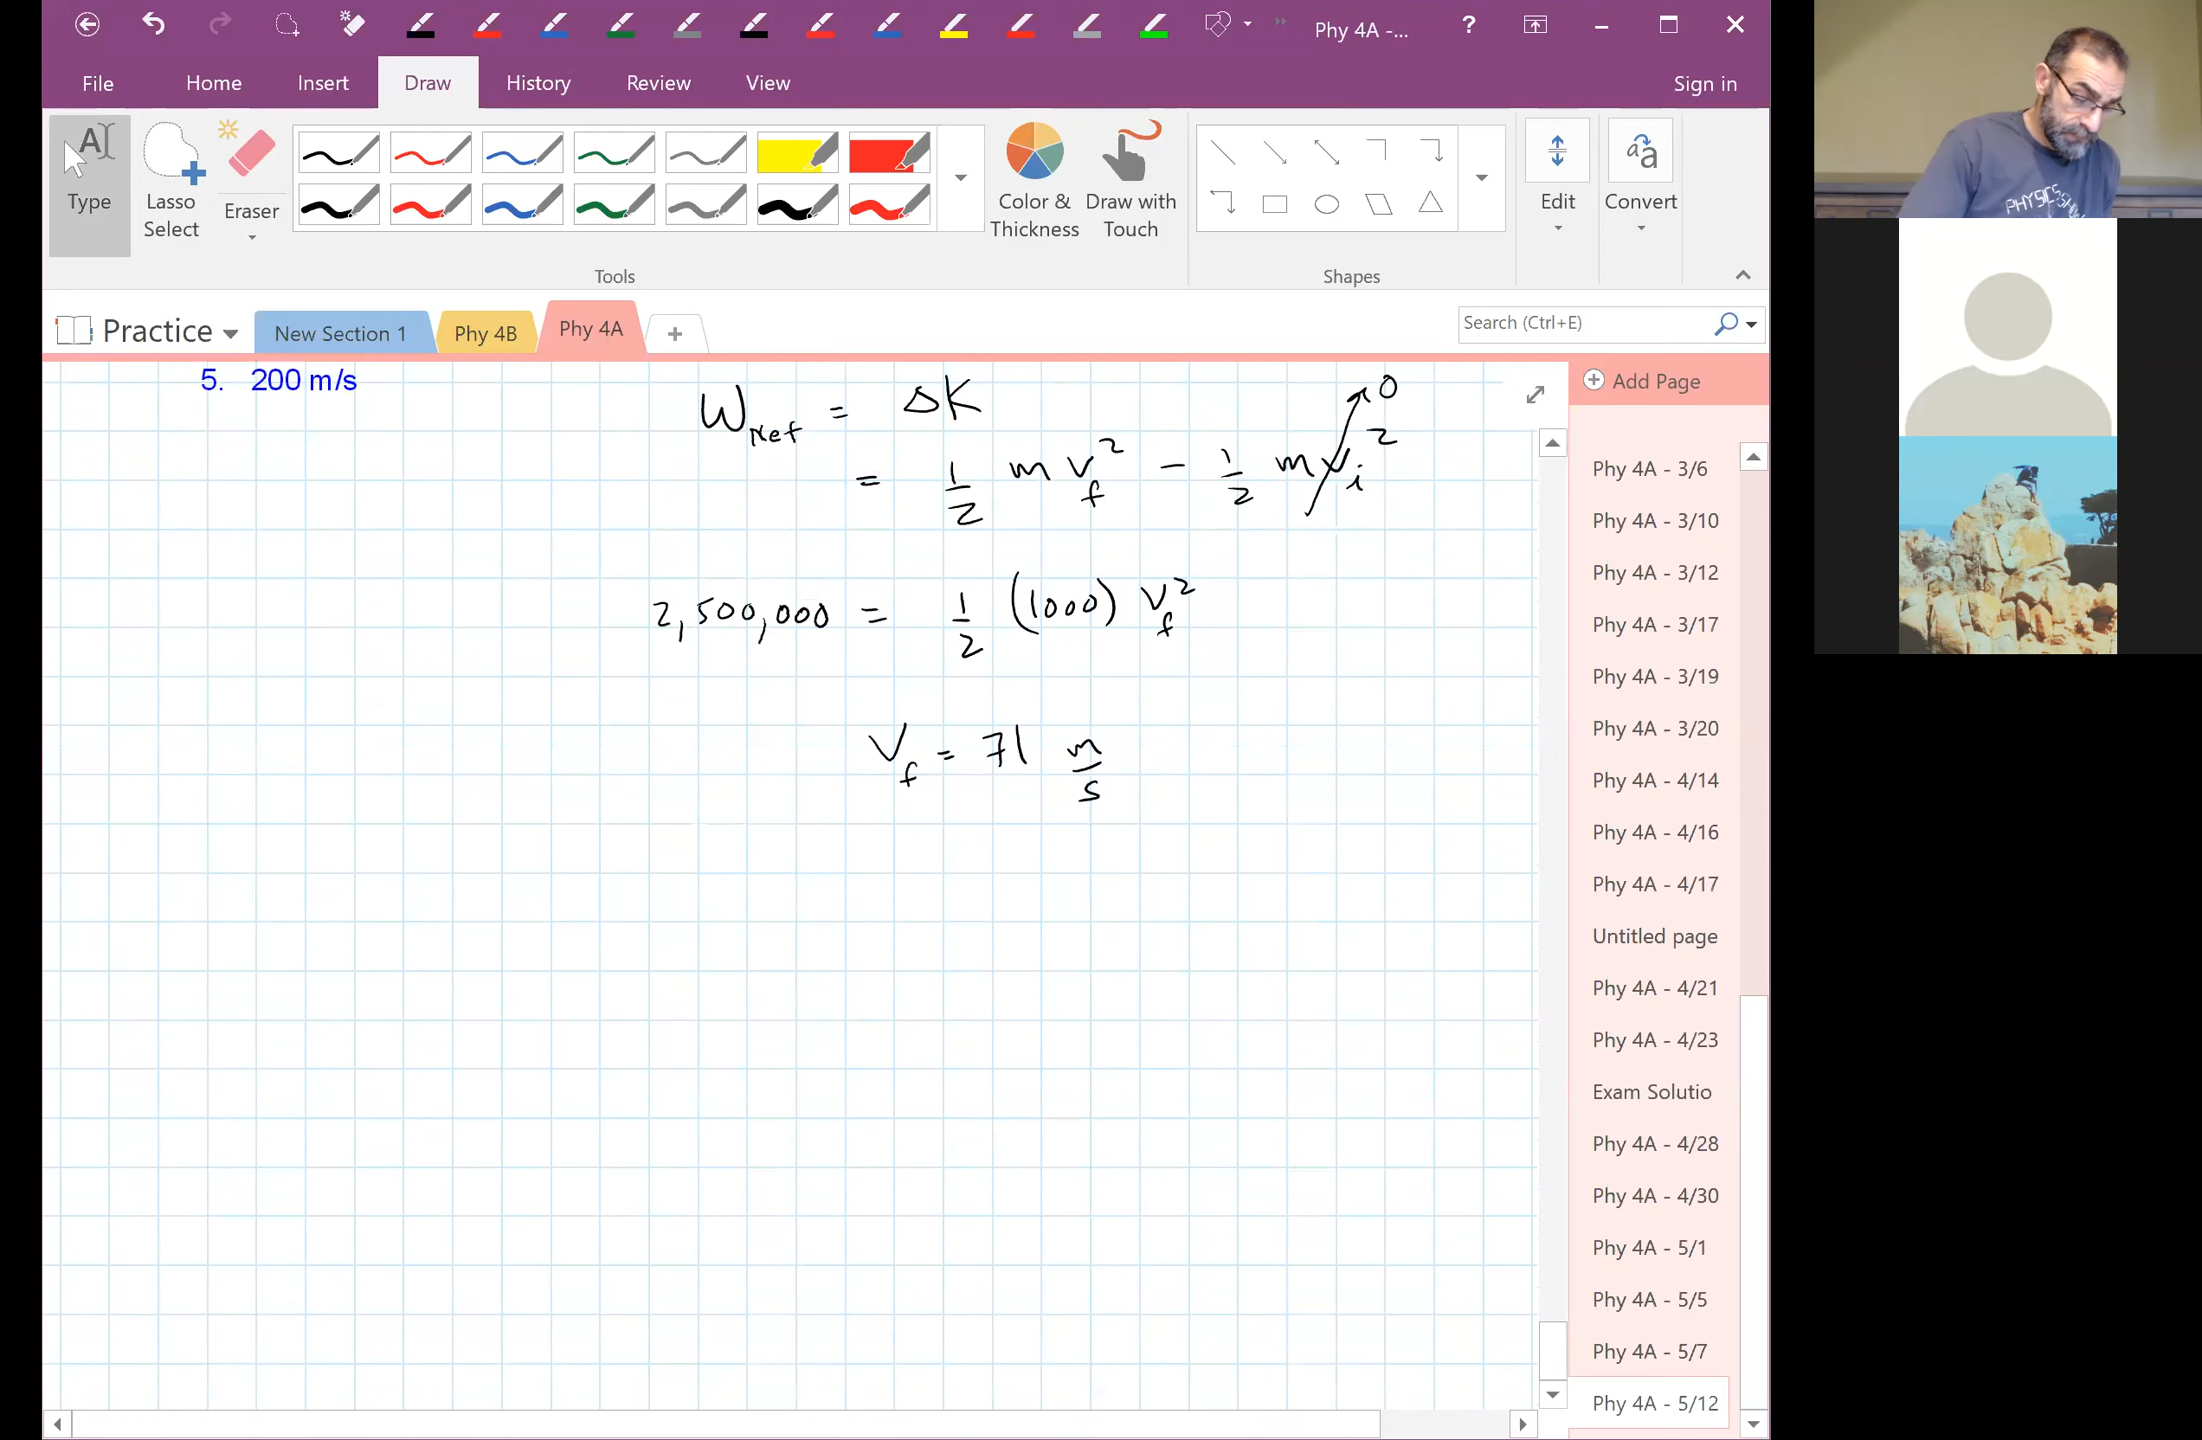 Phy 4A -...
?
File Home Insert Draw History Review View Sign in
Type
Lasso Select
Eraser
Color & Thickness
Draw with Touch
Edit
Convert
Tools
Shapes
Practice
New Section 1
Phy 4B
Phy 4A
+
Search (Ctrl+E)
5. 200 m/s
W_Net = ΔK
= 1/2 m v_f^2 - 1/2 m v_i^2 → 0
2,500,000 = 1/2 (1000) v_f^2
V_f = 71 m/s
Add Page
Phy 4A - 3/6
Phy 4A - 3/10
Phy 4A - 3/12
Phy 4A - 3/17
Phy 4A - 3/19
Phy 4A - 3/20
Phy 4A - 4/14
Phy 4A - 4/16
Phy 4A - 4/17
Untitled page
Phy 4A - 4/21
Phy 4A - 4/23
Exam Solutio
Phy 4A - 4/28
Phy 4A - 4/30
Phy 4A - 5/1
Phy 4A - 5/5
Phy 4A - 5/7
Phy 4A - 5/12